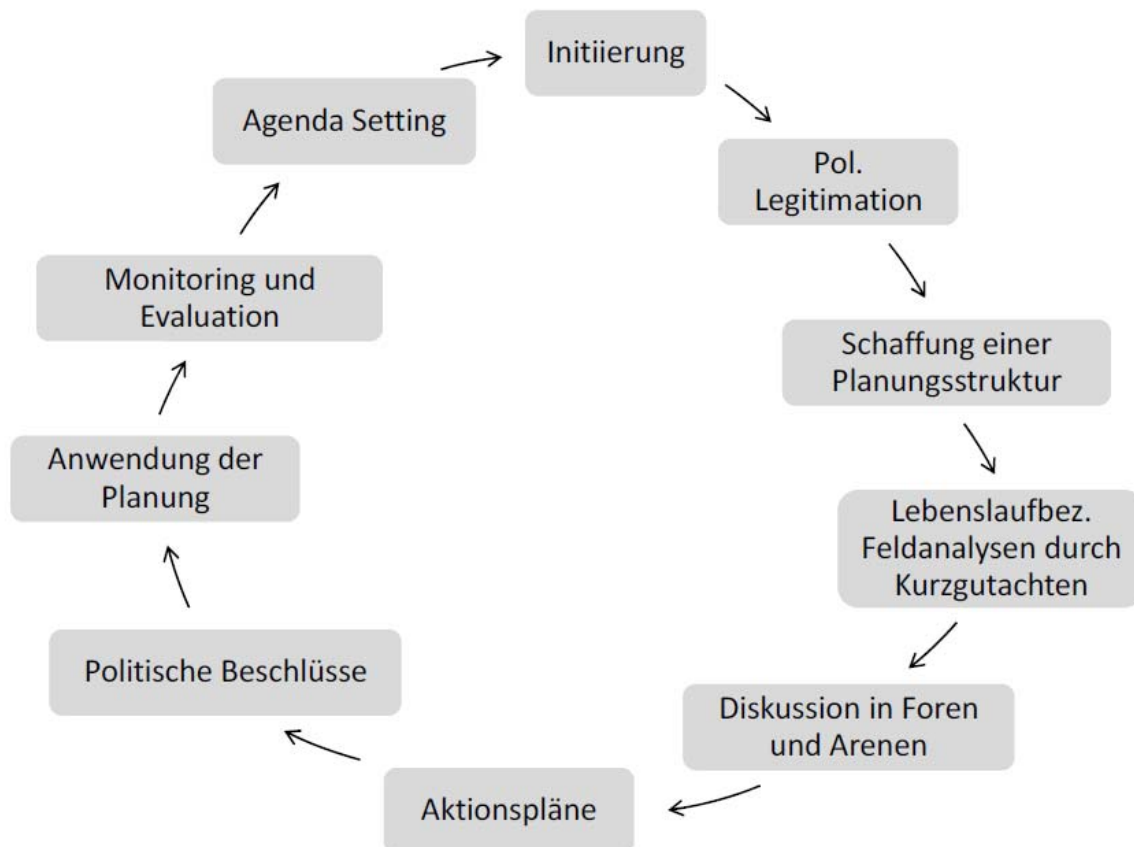 Initiierung
Agenda Setting
Pol.
Legitimation
Monitoring und
Evaluation
Schaffung einer
Planungsstruktur
Anwendung der
Planung
Lebenslaufbez.
Feldanalysen durch
Kurzgutachten
Politische Beschlüsse
Diskussion in Foren
und Arenen
Aktionspläne